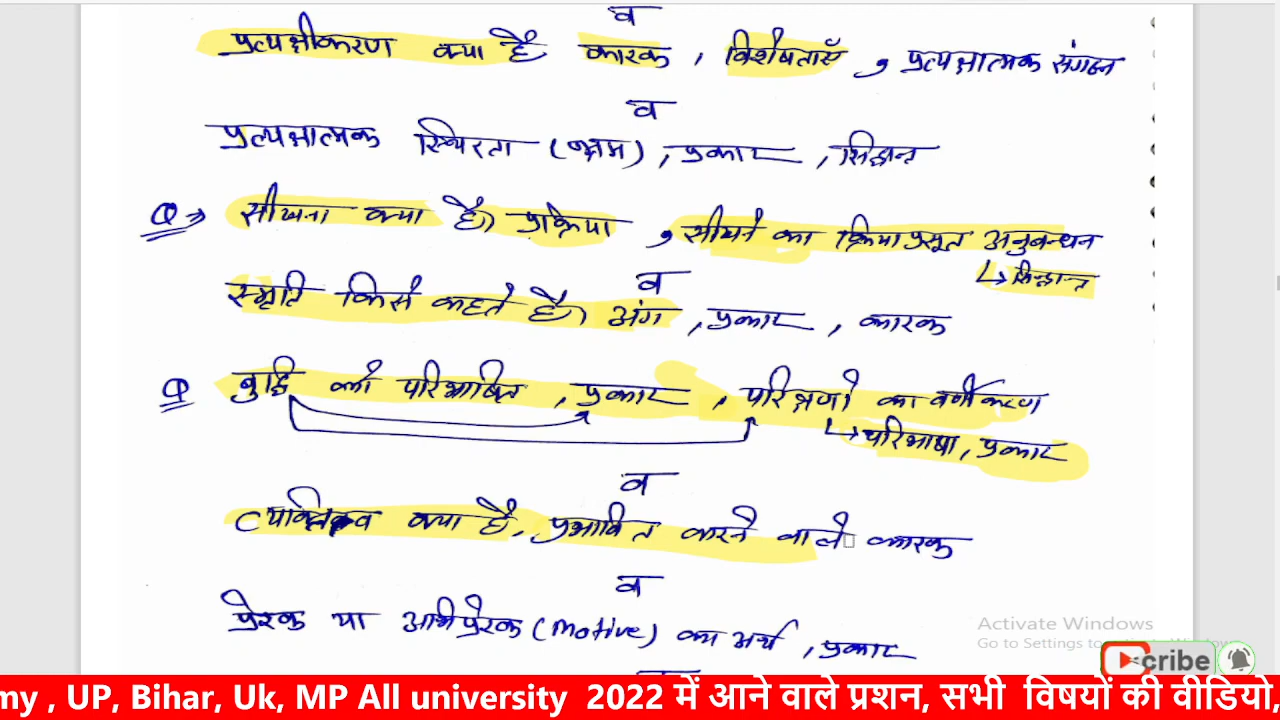 व
प्रत्यक्षीकरण क्या है कारक, विशेषताएँ, प्रत्यक्षात्मक संगठन
व
प्रत्यक्षात्मक स्थिरता (भ्रम), प्रकार, सिद्धान्त
Q→ सीखना क्या है, प्रक्रिया, सीखने का क्रियाप्रसूत अनुबन्धन
↳ सिद्धान्त
व
स्मृति किसे कहते है, अंग, प्रकार, कारक
Q बुद्धि को परिभाषित, प्रकार, परिक्षणों का वर्गीकरण
↳ परिभाषा, प्रकार
व
व्यक्तित्व क्या है, प्रभावित करने वाले कारक
व
प्रेरक या अभिप्रेरक (Motive) का अर्थ, प्रकार
Activate Windows
Go to Settings to activate Windows
cribe
my , UP, Bihar, Uk, MP All university 2022 में आने वाले प्रशन, सभी विषयों की वीडियो,